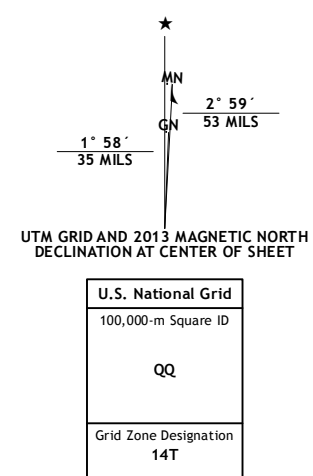 ★
MN
GN
2° 59´
53 MILS
1° 58´
35 MILS
UTM GRID AND 2013 MAGNETIC NORTH
DECLINATION AT CENTER OF SHEET
U.S. National Grid
100,000-m Square ID
QQ
Grid Zone Designation
14T